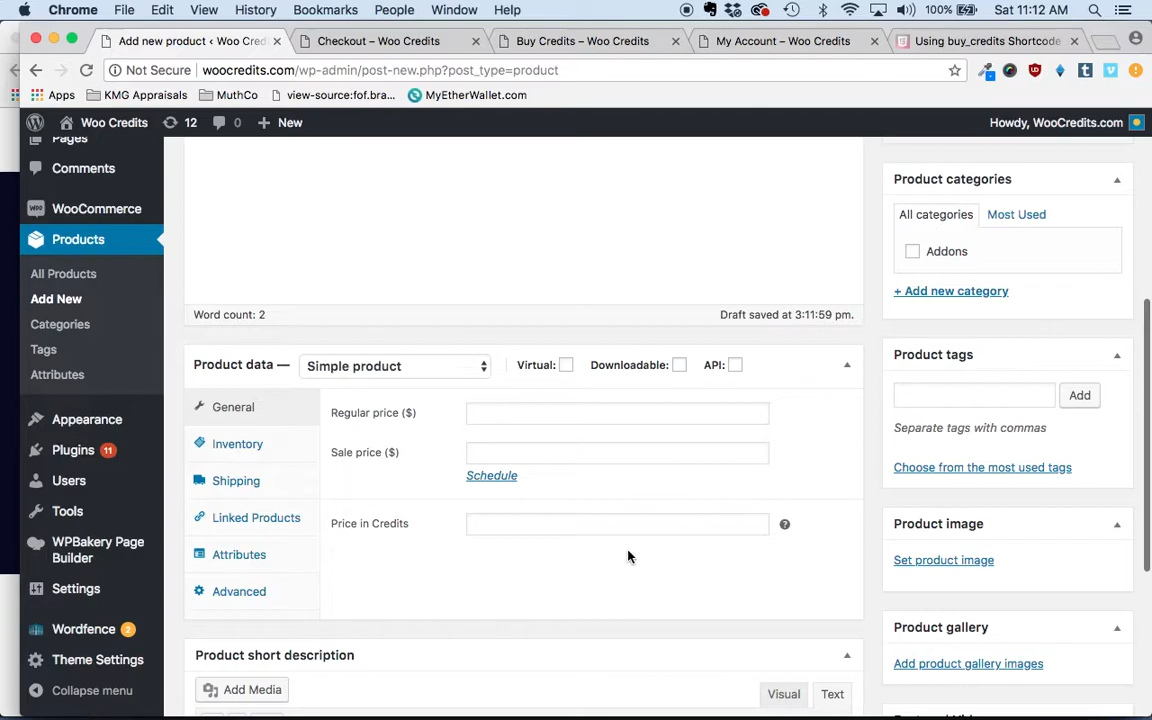 Chrome File Edit View History Bookmarks People Window Help 100% Sat 11:12 AM
Add new product ‹ Woo Cred × Checkout – Woo Credits × Buy Credits – Woo Credits × My Account – Woo Credits × Using buy_credits Shortcode ×
Not Secure woocredits.com/wp-admin/post-new.php?post_type=product
Apps KMG Appraisals MuthCo view-source:fof.bra... MyEtherWallet.com
Woo Credits 12 0 + New Howdy, WooCredits.com
Pages
Comments
WooCommerce
Products
All Products
Add New
Categories
Tags
Attributes
Appearance
Plugins 11
Users
Tools
WPBakery Page
Builder
Settings
Wordfence 2
Theme Settings
Collapse menu
Word count: 2 Draft saved at 3:11:59 pm.
Product data — Simple product Virtual: Downloadable: API:
General
Inventory
Shipping
Linked Products
Attributes
Advanced
Regular price ($)
Sale price ($)
Schedule
Price in Credits ?
Product short description
Add Media Visual Text
Product categories
All categories Most Used
Addons
+ Add new category
Product tags
Add
Separate tags with commas
Choose from the most used tags
Product image
Set product image
Product gallery
Add product gallery images